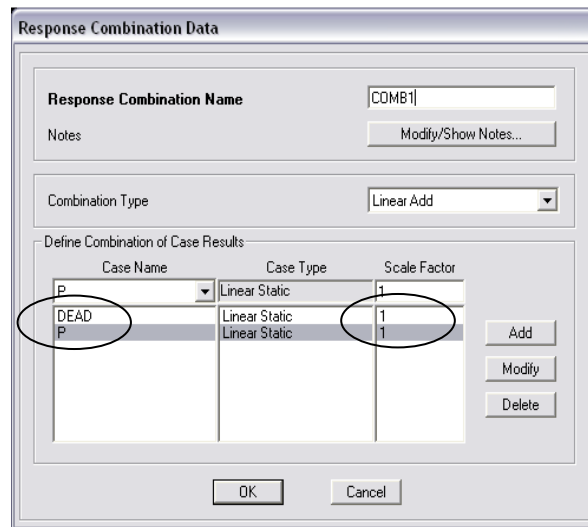 Response Combination Data
Response Combination Name COMB1
Notes Modify/Show Notes...
Combination Type Linear Add
Define Combination of Case Results
Case Name Case Type Scale Factor
P Linear Static 1
DEAD Linear Static 1
P Linear Static 1
Add
Modify
Delete
OK Cancel